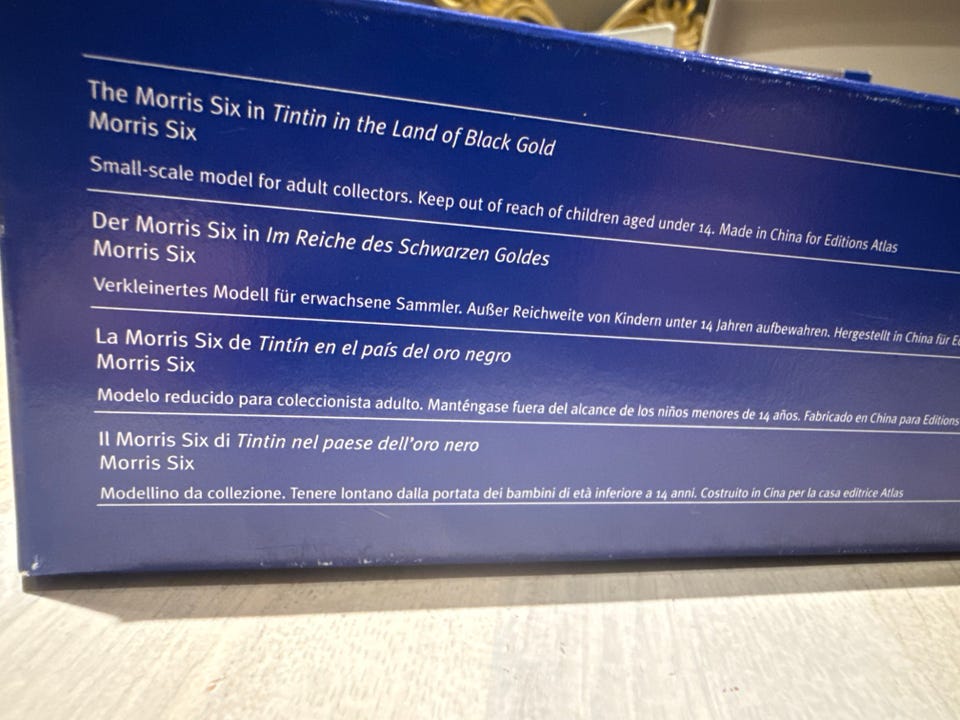 The Morris Six in Tintin in the Land of Black Gold
Morris Six
Small-scale model for adult collectors. Keep out of reach of children aged under 14. Made in China for Editions Atlas
Der Morris Six in Im Reiche des Schwarzen Goldes
Morris Six
Verkleinertes Modell für erwachsene Sammler. Außer Reichweite von Kindern unter 14 Jahren aufbewahren. Hergestellt in China für
La Morris Six de Tintín en el país del oro negro
Morris Six
Modelo reducido para coleccionista adulto. Manténgase fuera del alcance de los niños menores de 14 años. Fabricado en China para Editions
Il Morris Six di Tintin nel paese dell'oro nero
Morris Six
Modellino da collezione. Tenere lontano dalla portata dei bambini di età inferiore a 14 anni. Costruito in Cina per la casa editrice Atlas